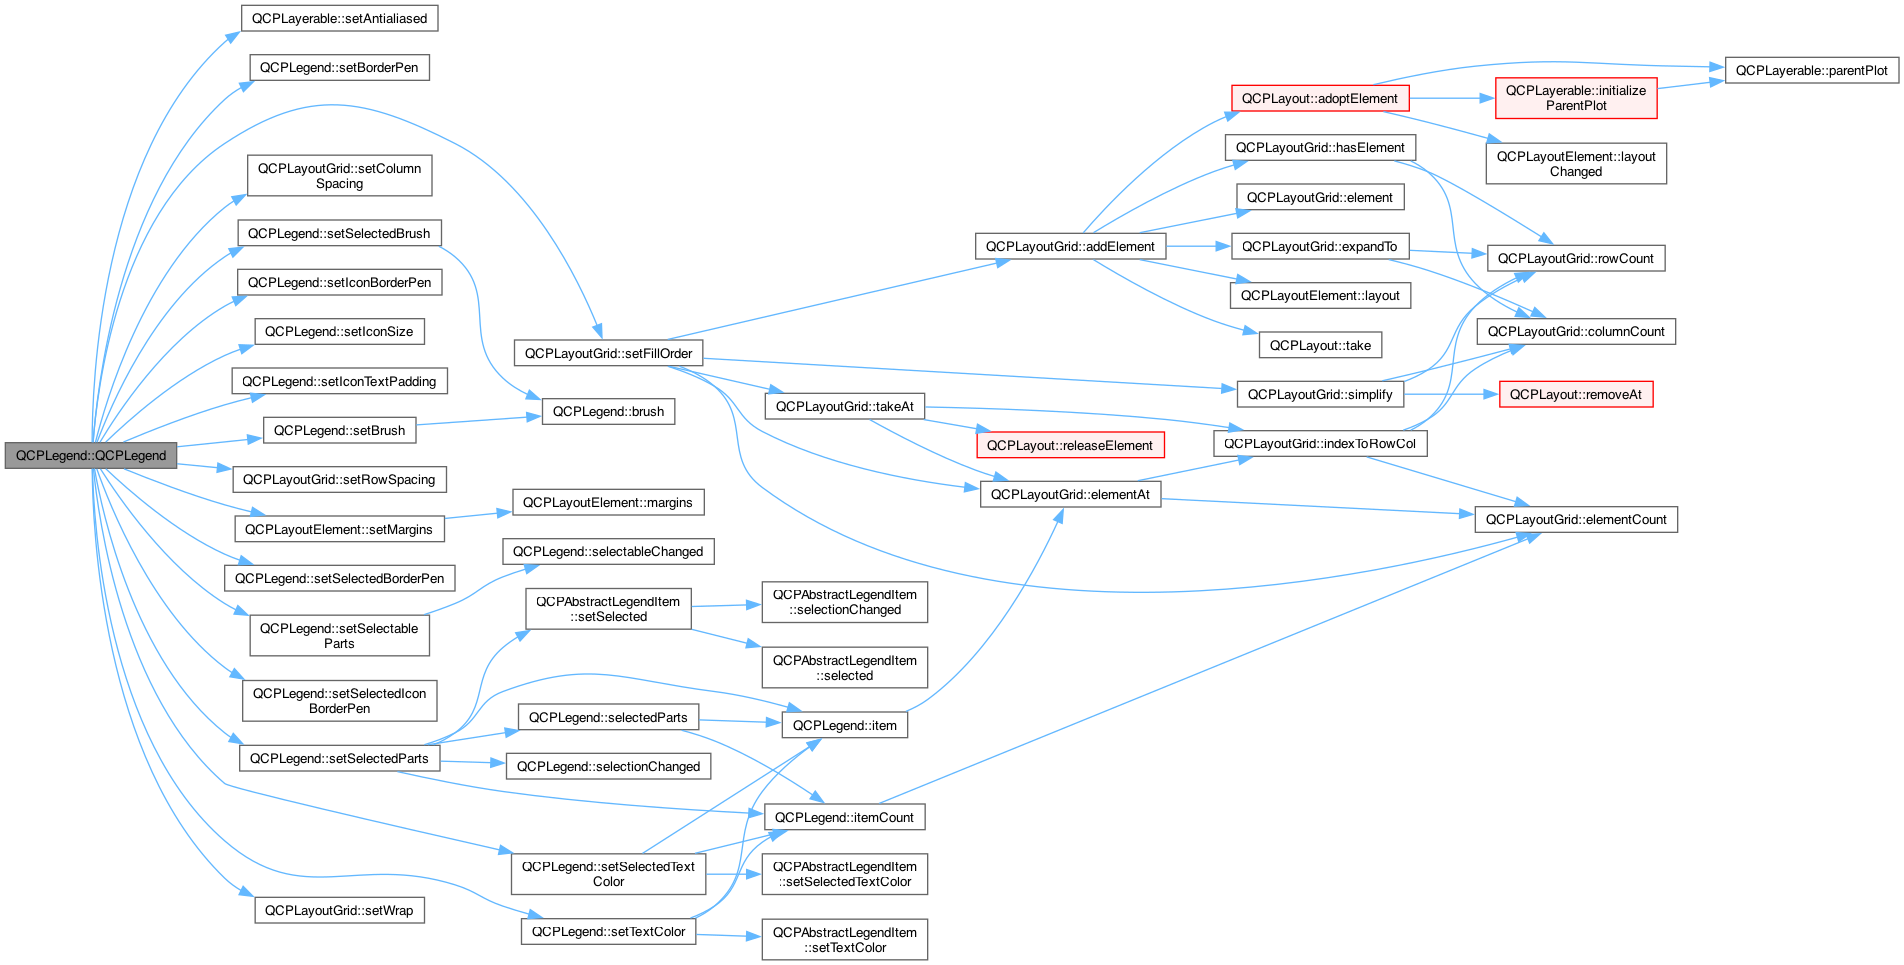 QCPLegend::QCPLegend
QCPLayerable::setAntialiased
QCPLegend::setBorderPen
QCPLayoutGrid::setColumn
Spacing
QCPLegend::setSelectedBrush
QCPLegend::setIconBorderPen
QCPLegend::setIconSize
QCPLegend::setIconTextPadding
QCPLegend::setBrush
QCPLayoutGrid::setRowSpacing
QCPLayoutElement::setMargins
QCPLegend::setSelectedBorderPen
QCPLegend::setSelectable
Parts
QCPLegend::setSelectedIcon
BorderPen
QCPLegend::setSelectedParts
QCPLayoutGrid::setWrap
QCPLayoutGrid::setFillOrder
QCPLegend::brush
QCPLayoutElement::margins
QCPLegend::selectableChanged
QCPAbstractLegendItem
::setSelected
QCPLegend::selectedParts
QCPLegend::selectionChanged
QCPLegend::setSelectedText
Color
QCPLegend::setTextColor
QCPLayoutGrid::takeAt
QCPAbstractLegendItem
::selectionChanged
QCPAbstractLegendItem
::selected
QCPLegend::item
QCPLegend::itemCount
QCPAbstractLegendItem
::setSelectedTextColor
QCPAbstractLegendItem
::setTextColor
QCPLayoutGrid::addElement
QCPLayout::releaseElement
QCPLayoutGrid::elementAt
QCPLayout::adoptElement
QCPLayoutGrid::hasElement
QCPLayoutGrid::element
QCPLayoutGrid::expandTo
QCPLayoutElement::layout
QCPLayout::take
QCPLayoutGrid::simplify
QCPLayoutGrid::indexToRowCol
QCPLayerable::initialize
ParentPlot
QCPLayoutElement::layout
Changed
QCPLayoutGrid::rowCount
QCPLayoutGrid::columnCount
QCPLayout::removeAt
QCPLayoutGrid::elementCount
QCPLayerable::parentPlot